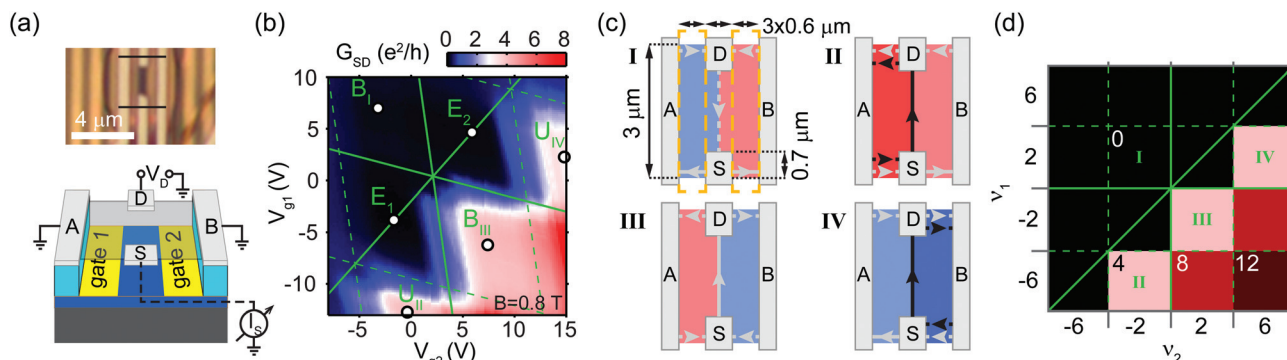 (a)
4 μm
V_D
D
A
B
S
gate 1
gate 2
I_S
(b)
G_SD (e²/h)
0 2 4 6 8
10
5
0
-5
-10
V_g1 (V)
B_I
E_2
U_IV
E_1
B_III
U_II
B=0.8 T
-5 0 5 10 15
V_g2 (V)
(c)
3x0.6 μm
I
D
A
B
S
3 μm
0.7 μm
II
D
A
B
S
III
D
A
B
S
IV
D
A
B
S
(d)
6
2
-2
-6
ν_1
0
I
IV
III
4
8
12
II
-6 -2 2 6
ν_2